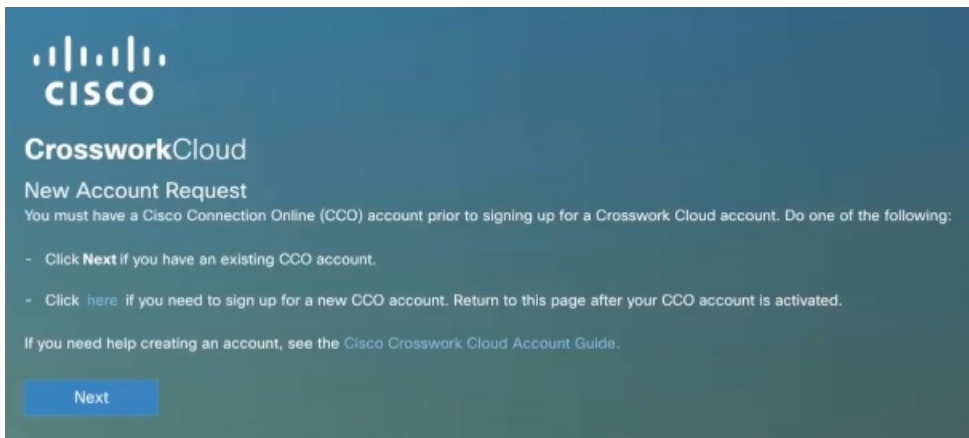 CISCO
CrossworkCloud
New Account Request
You must have a Cisco Connection Online (CCO) account prior to signing up for a Crosswork Cloud account. Do one of the following:
- Click Next if you have an existing CCO account.
- Click here if you need to sign up for a new CCO account. Return to this page after your CCO account is activated.
If you need help creating an account, see the Cisco Crosswork Cloud Account Guide.
Next